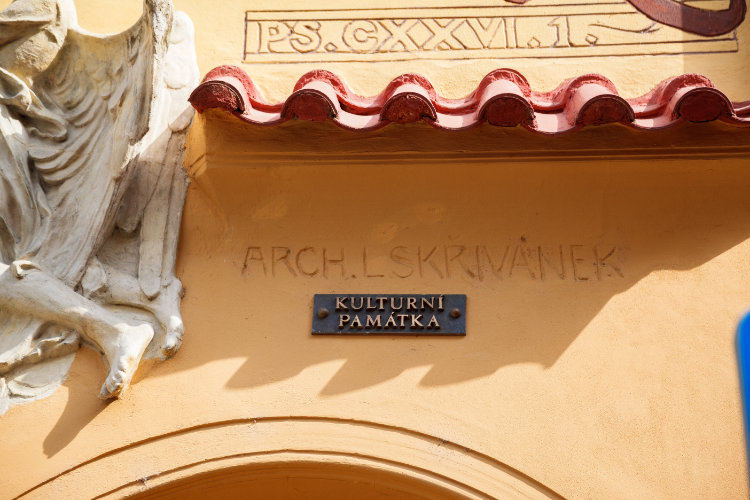 PS.CXXVI.1.
ARCH. L SKŘIVÁNEK
KULTURNÍ
PAMÁTKA